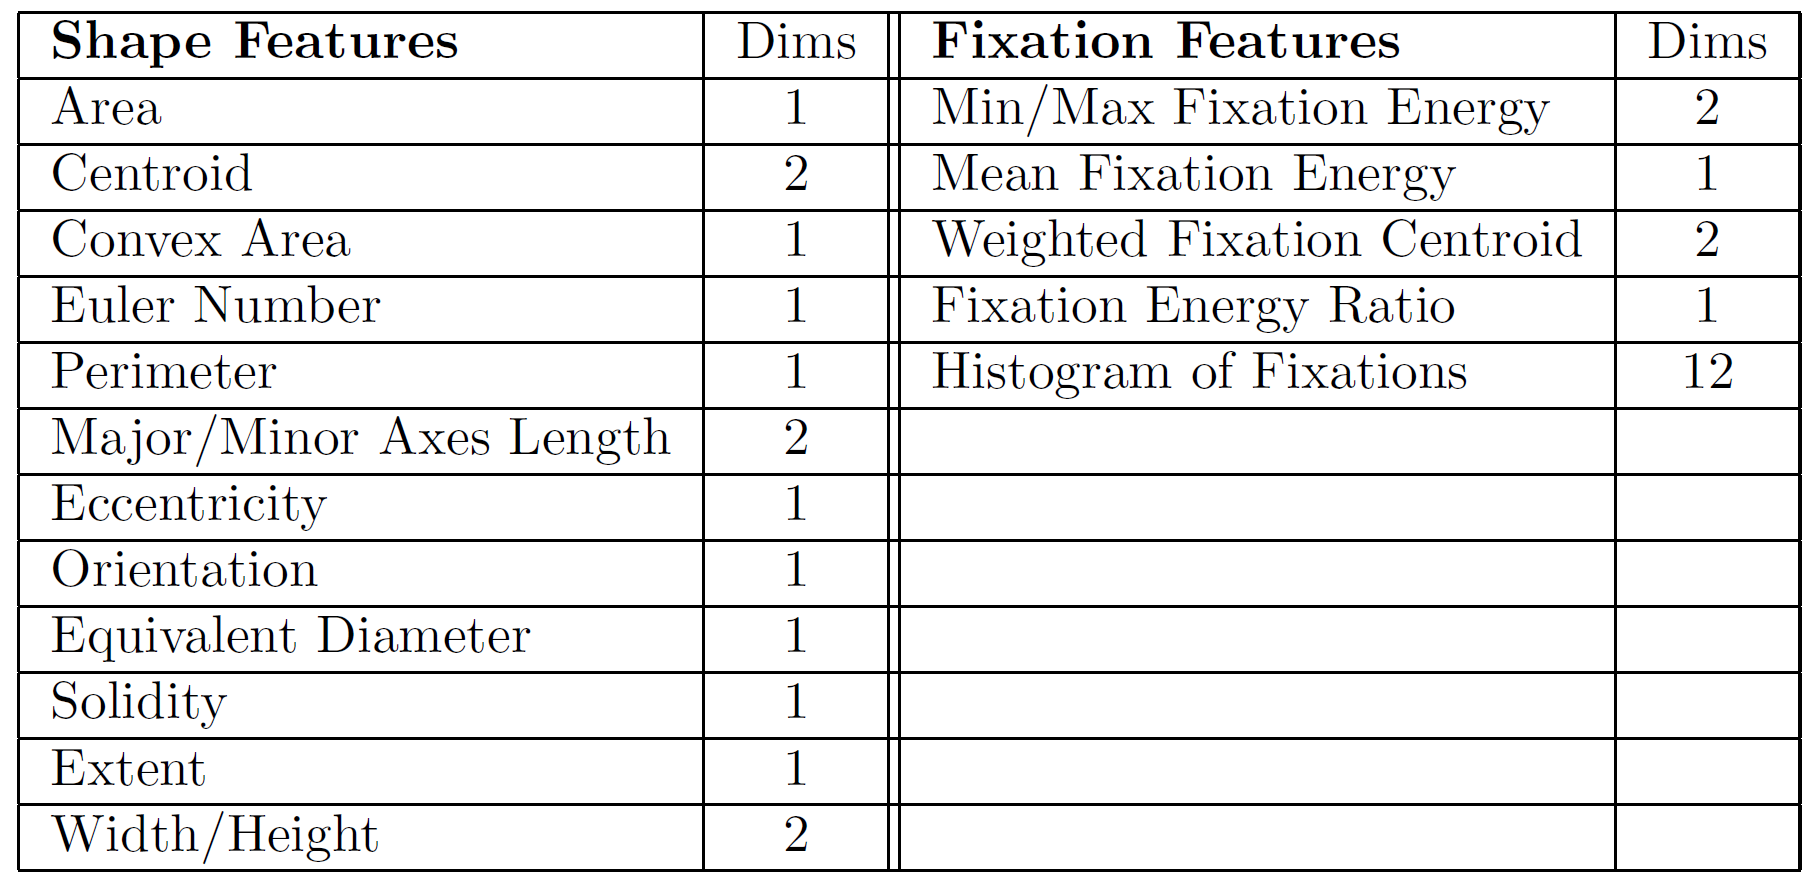 Shape Features Dims Fixation Features Dims
Area 1 Min/Max Fixation Energy 2
Centroid 2 Mean Fixation Energy 1
Convex Area 1 Weighted Fixation Centroid 2
Euler Number 1 Fixation Energy Ratio 1
Perimeter 1 Histogram of Fixations 12
Major/Minor Axes Length 2
Eccentricity 1
Orientation 1
Equivalent Diameter 1
Solidity 1
Extent 1
Width/Height 2